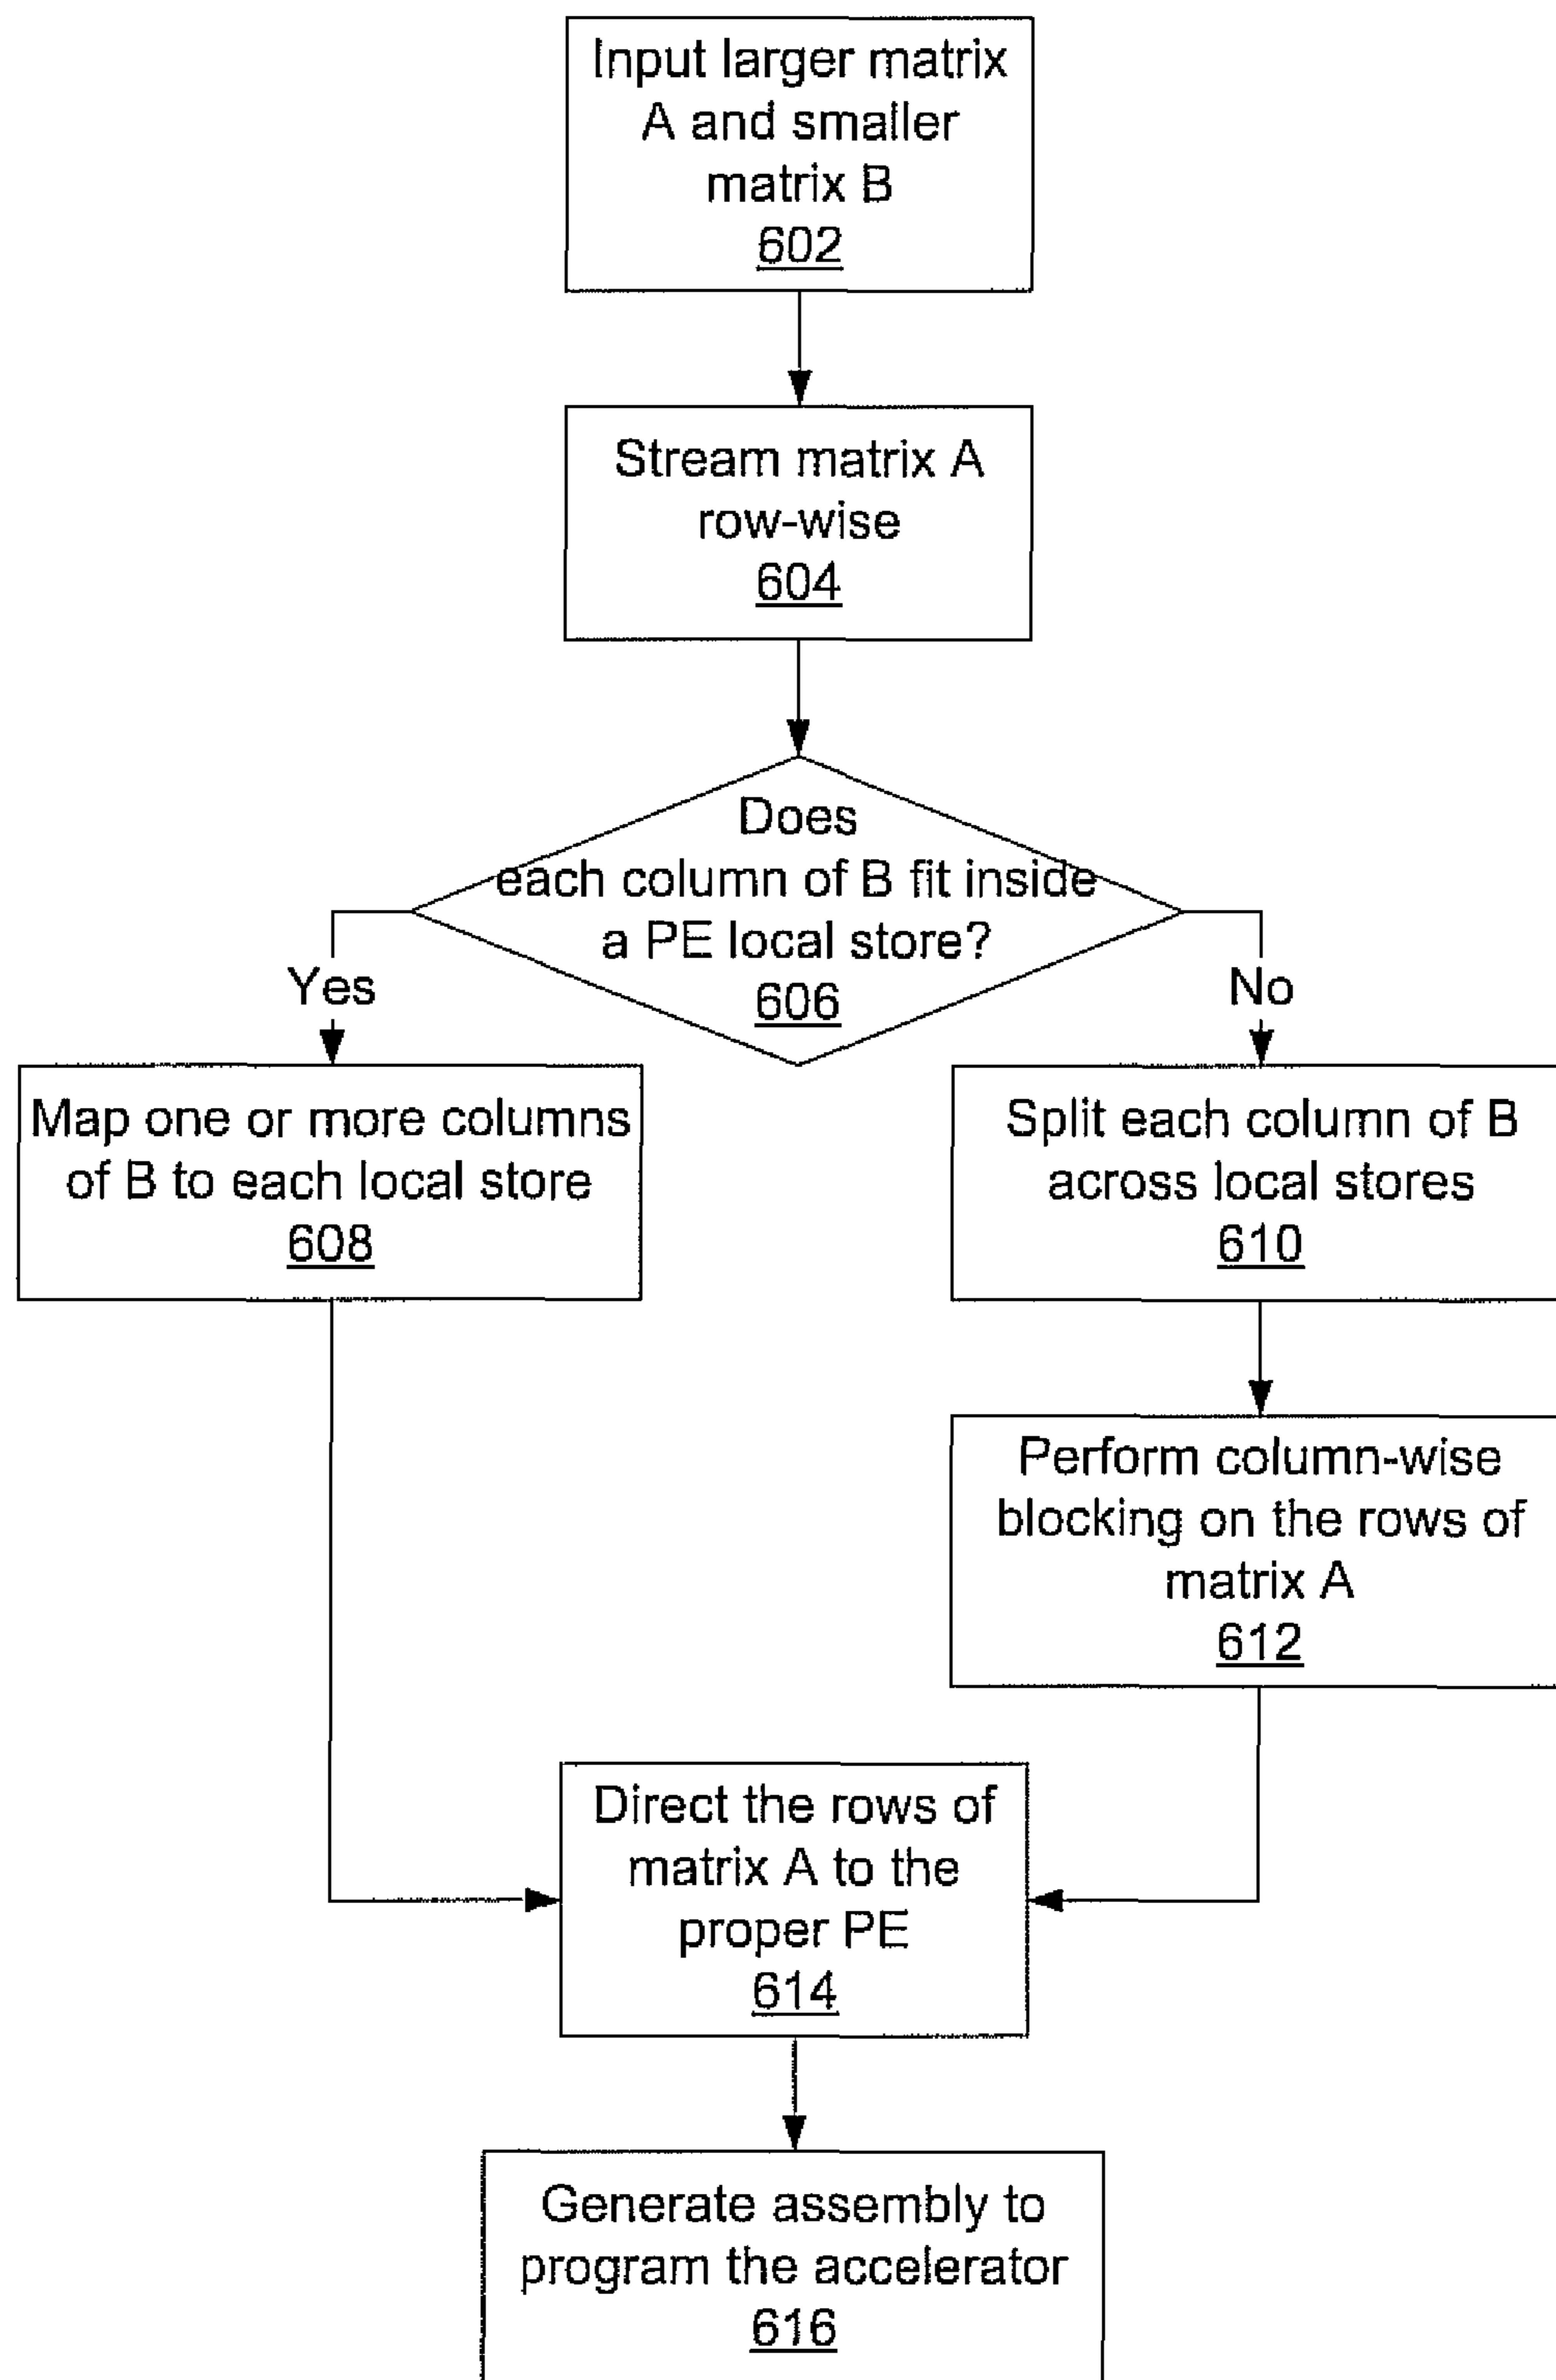 Input larger matrix
A and smaller
matrix B
602
Stream matrix A
row-wise
604
Does
each column of B fit inside
a PE local store?
606
Yes
No
Map one or more columns
of B to each local store
608
Split each column of B
across local stores
610
Perform column-wise
blocking on the rows of
matrix A
612
Direct the rows of
matrix A to the
proper PE
614
Generate assembly to
program the accelerator
616